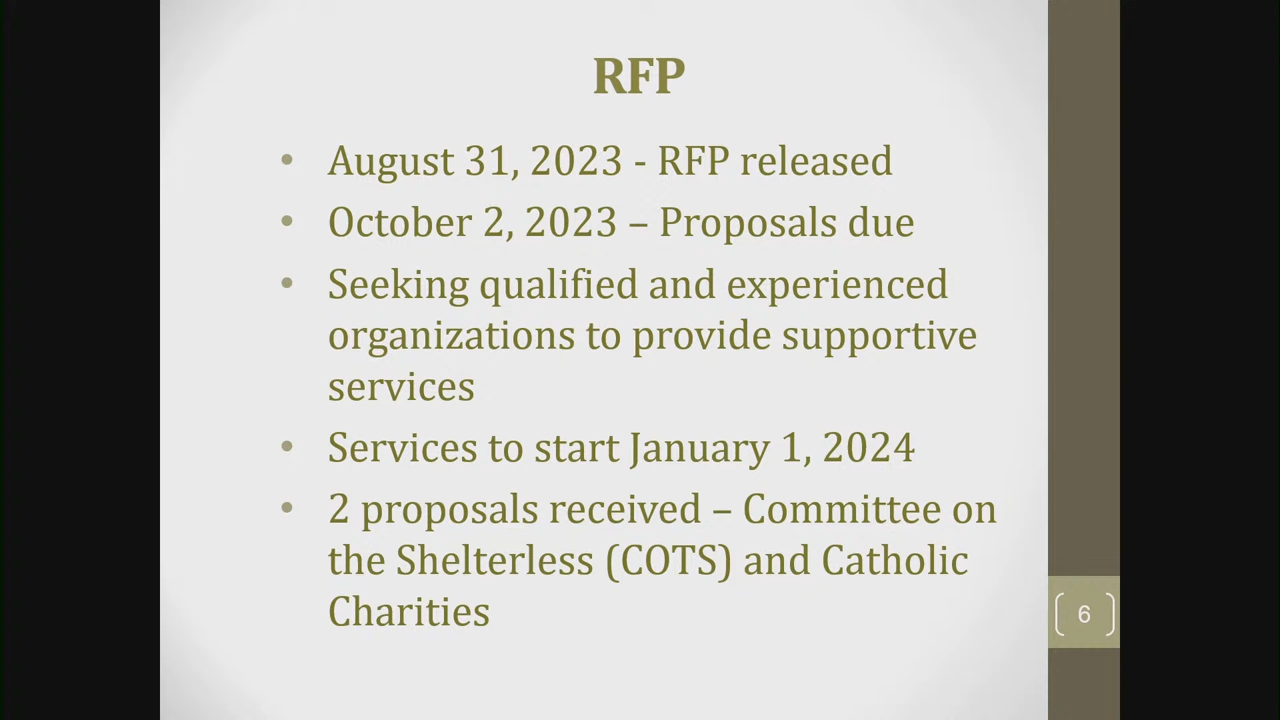 RFP
• August 31, 2023 - RFP released
• October 2, 2023 – Proposals due
• Seeking qualified and experienced
organizations to provide supportive
services
• Services to start January 1, 2024
• 2 proposals received – Committee on
the Shelterless (COTS) and Catholic
Charities
6